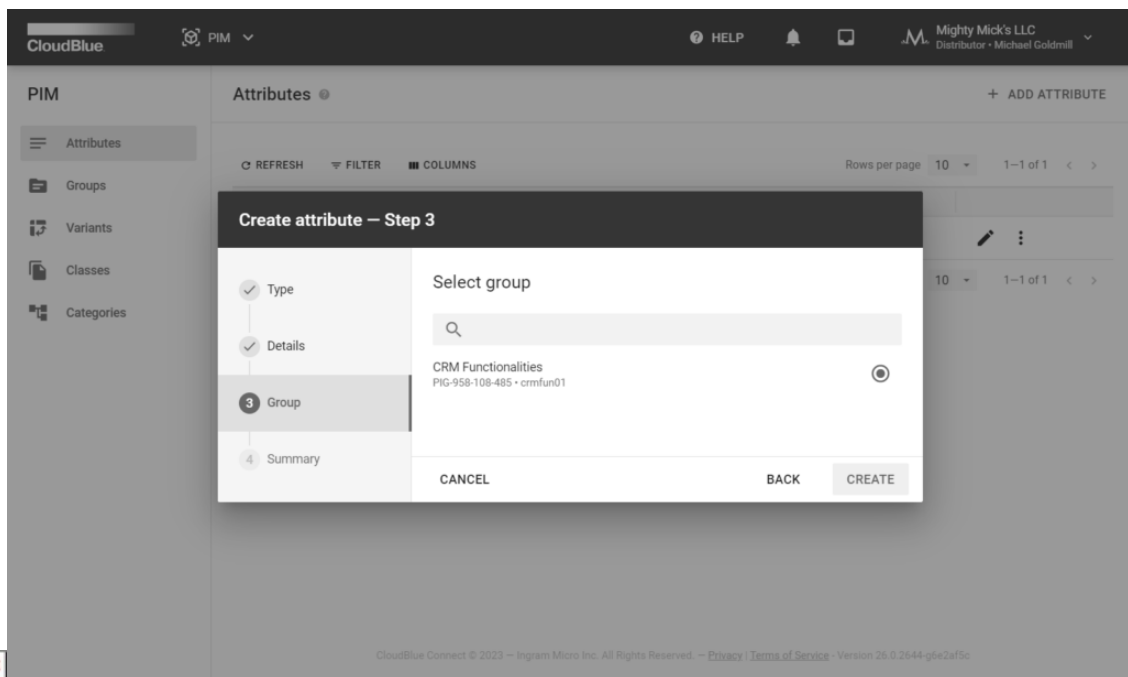 CloudBlue
PIM
HELP
Mighty Mick's LLC
Distributor • Michael Goldmill
PIM
Attributes
Groups
Variants
Classes
Categories
Attributes
+ ADD ATTRIBUTE
REFRESH FILTER COLUMNS Rows per page 10 1–1 of 1
10 1–1 of 1
Create attribute — Step 3
Type
Details
3 Group
4 Summary
Select group
CRM Functionalities
PIG-958-108-485 • crmfun01
CANCEL BACK CREATE
CloudBlue Connect © 2023 — Ingram Micro Inc. All Rights Reserved. — Privacy | Terms of Service - Version 26.0.2644-g6e2af5c